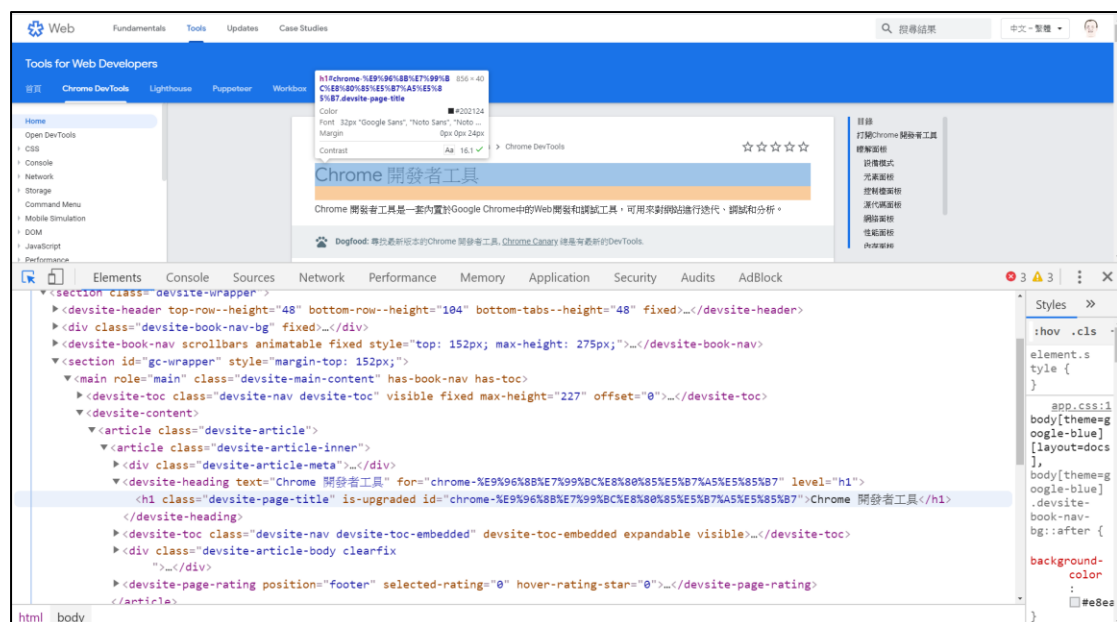 Web Fundamentals Tools Updates Case Studies 搜尋結果 中文 – 繁體
Tools for Web Developers
首頁 Chrome DevTools Lighthouse Puppeteer Workbox
h1#chrome-%E9%96%8B%E7%99%B
C%E8%80%85%E5%B7%A5%E5%8
5%B7.devsite-page-title 856 × 40
Color #202124
Font 32px "Google Sans", "Noto Sans", "Noto ...
Margin 0px 0px 24px
Contrast Aa 16.1
Home
Open DevTools
CSS
Console
Network
Storage
Command Menu
Mobile Simulation
DOM
JavaScript
Performance
> Chrome DevTools
Chrome 開發者工具
Chrome 開發者工具是一套內置於Google Chrome中的Web開發和調試工具，可用來對網站進行迭代、調試和分析。
Dogfood: 尋找最新版本的Chrome 開發者工具, Chrome Canary 總是有最新的DevTools.
目錄
打開Chrome 開發者工具
瞭解面板
設備模式
元素面板
控制檯面板
源代碼面板
網絡面板
性能面板
內存面板
Elements Console Sources Network Performance Memory Application Security Audits AdBlock 3 3
<section class="devsite-wrapper">
<devsite-header top-row--height="48" bottom-row--height="104" bottom-tabs--height="48" fixed>…</devsite-header>
<div class="devsite-book-nav-bg" fixed>…</div>
<devsite-book-nav scrollbars animatable fixed style="top: 152px; max-height: 275px;">…</devsite-book-nav>
<section id="gc-wrapper" style="margin-top: 152px;">
<main role="main" class="devsite-main-content" has-book-nav has-toc>
<devsite-toc class="devsite-nav devsite-toc" visible fixed max-height="227" offset="0">…</devsite-toc>
<devsite-content>
<article class="devsite-article">
<article class="devsite-article-inner">
<div class="devsite-article-meta">…</div>
<devsite-heading text="Chrome 開發者工具" for="chrome-%E9%96%8B%E7%99%BC%E8%80%85%E5%B7%A5%E5%85%B7" level="h1">
<h1 class="devsite-page-title" is-upgraded id="chrome-%E9%96%8B%E7%99%BC%E8%80%85%E5%B7%A5%E5%85%B7">Chrome 開發者工具</h1>
</devsite-heading>
<devsite-toc class="devsite-nav devsite-toc-embedded" devsite-toc-embedded expandable visible>…</devsite-toc>
<div class="devsite-article-body clearfix
">…</div>
<devsite-page-rating position="footer" selected-rating="0" hover-rating-star="0">…</devsite-page-rating>
</article>
html body
Styles »
:hov .cls
element.s
tyle {
}
app.css:1
body[theme=g
oogle-blue]
[layout=docs
],
body[theme=g
oogle-blue]
.devsite-
book-nav-
bg::after {
background-
color
:
#e8ea
}